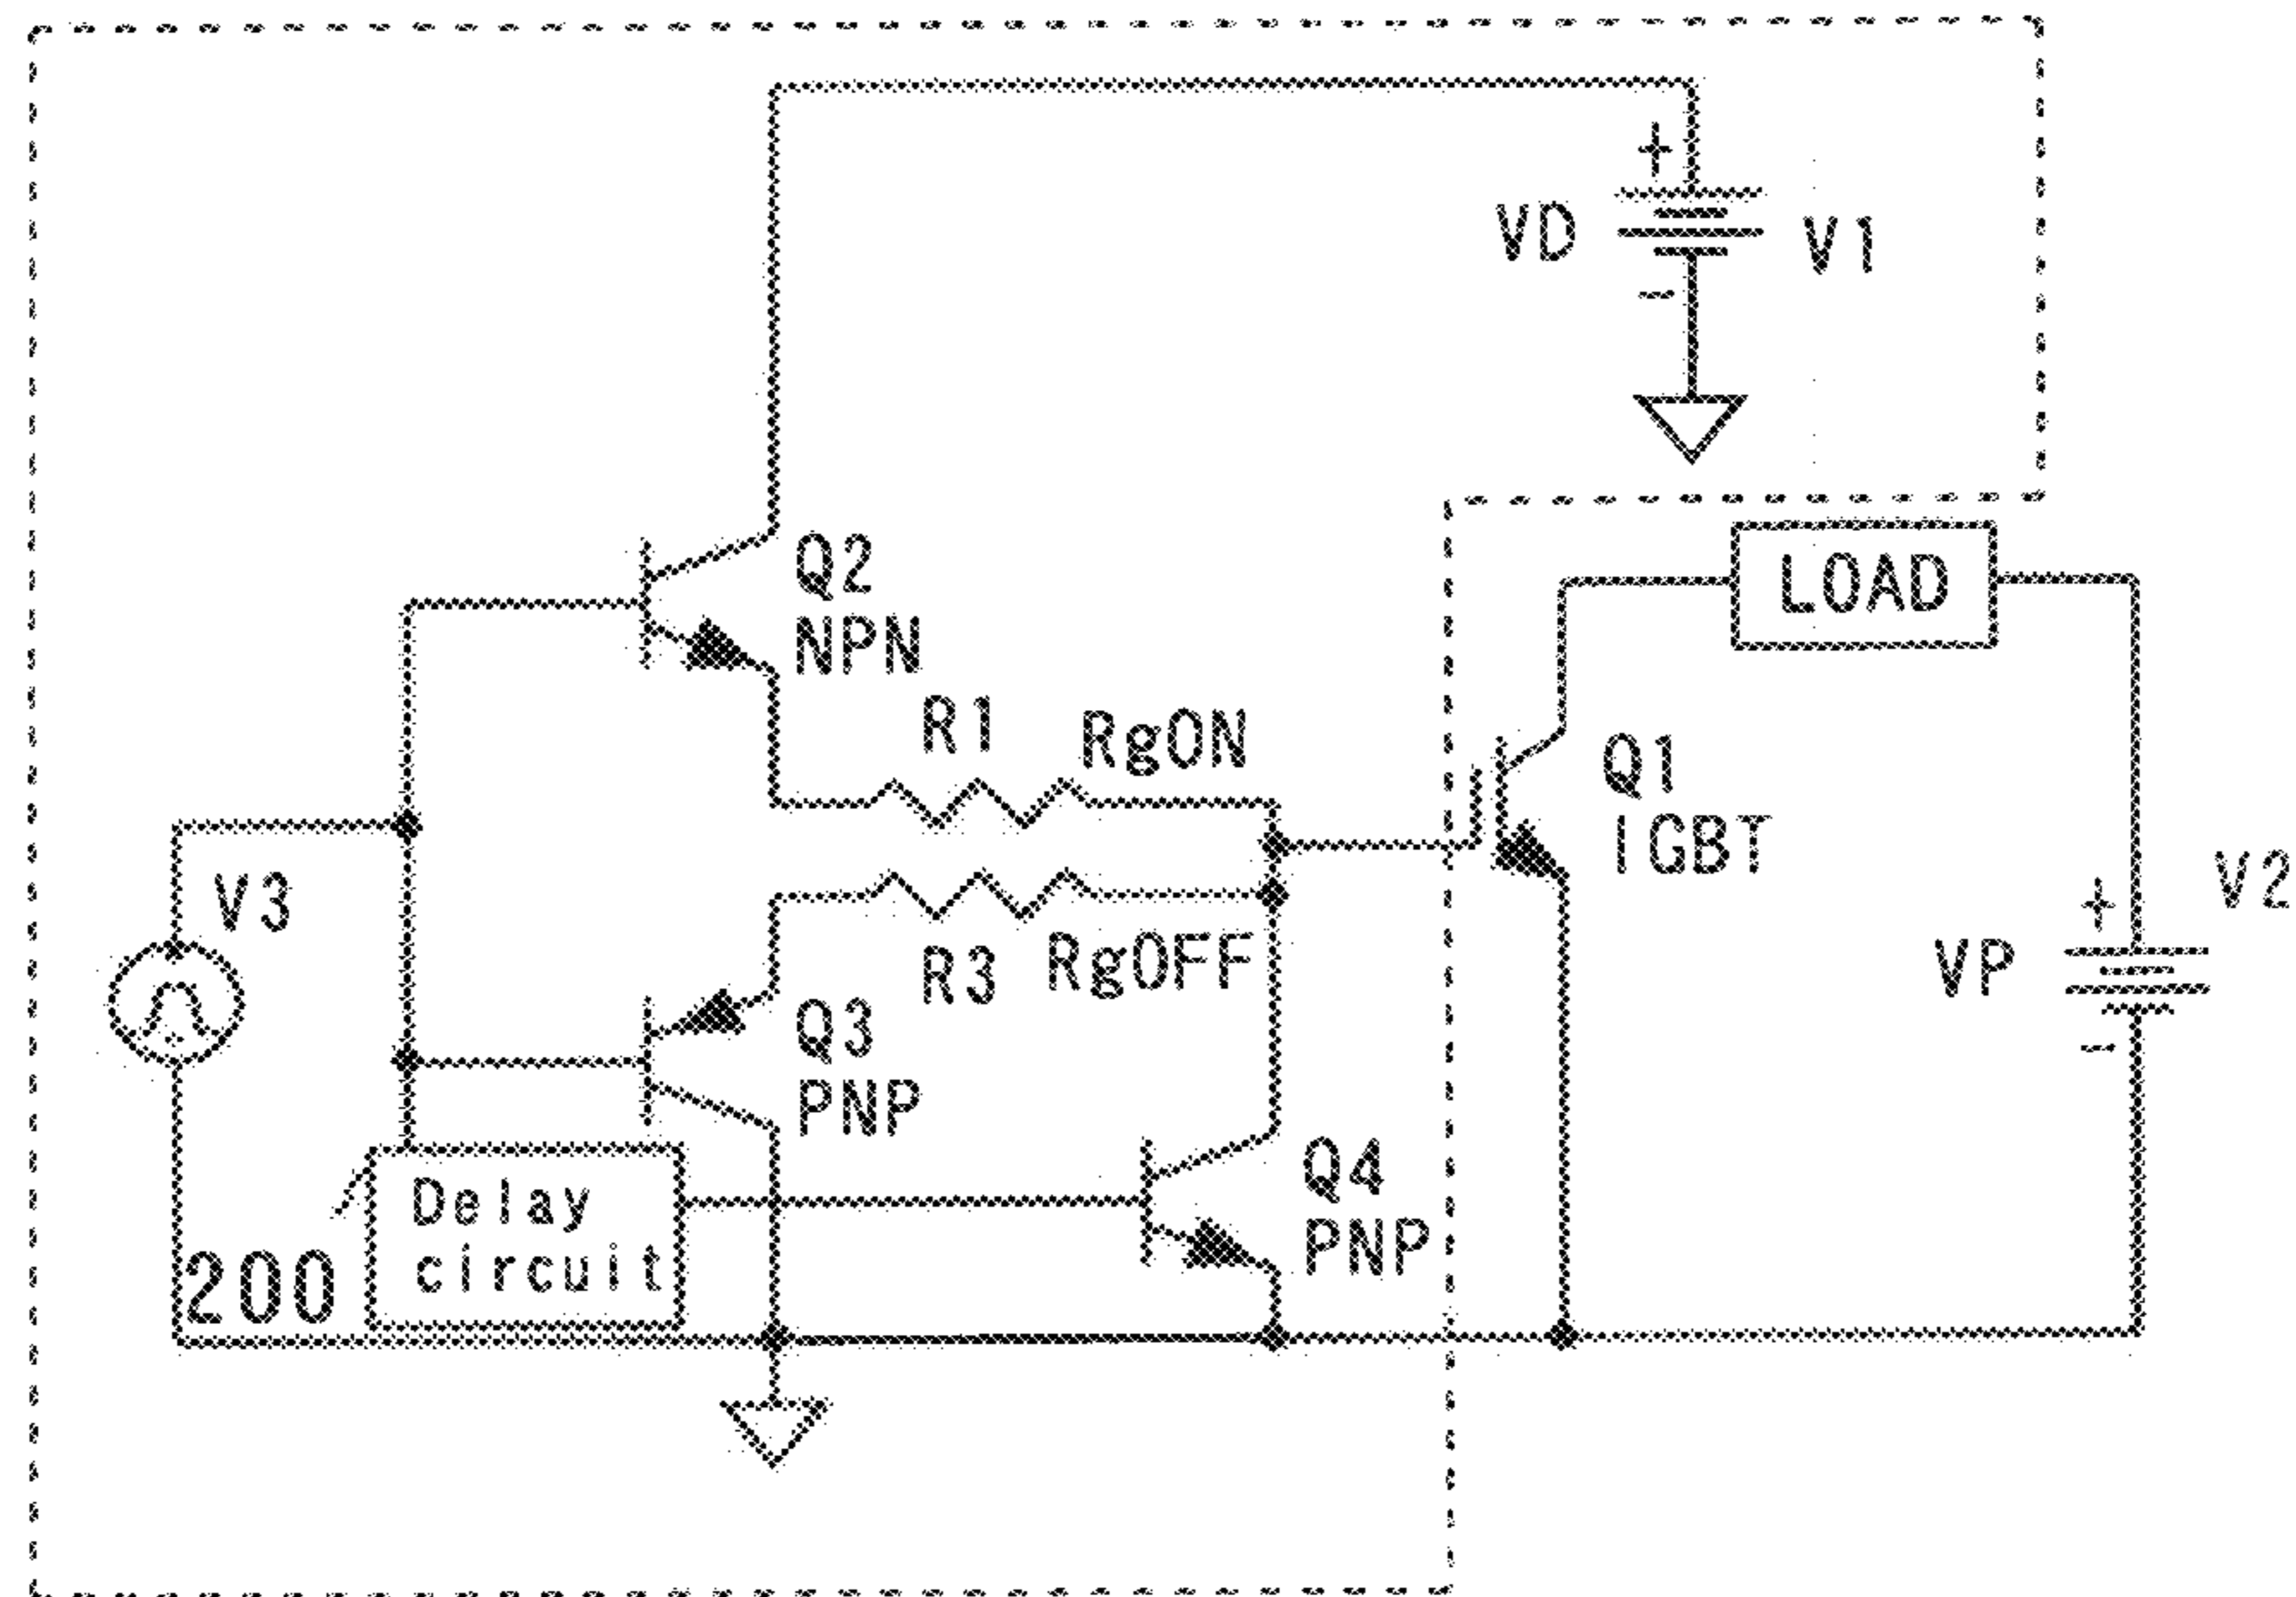 +
VD
V1
-
Q2
NPN
LOAD
R1
RgON
Q1
IGBT
V3
R3
RgOFF
V2
+
VP
-
Q3
PNP
Delay
circuit
200
Q4
PNP